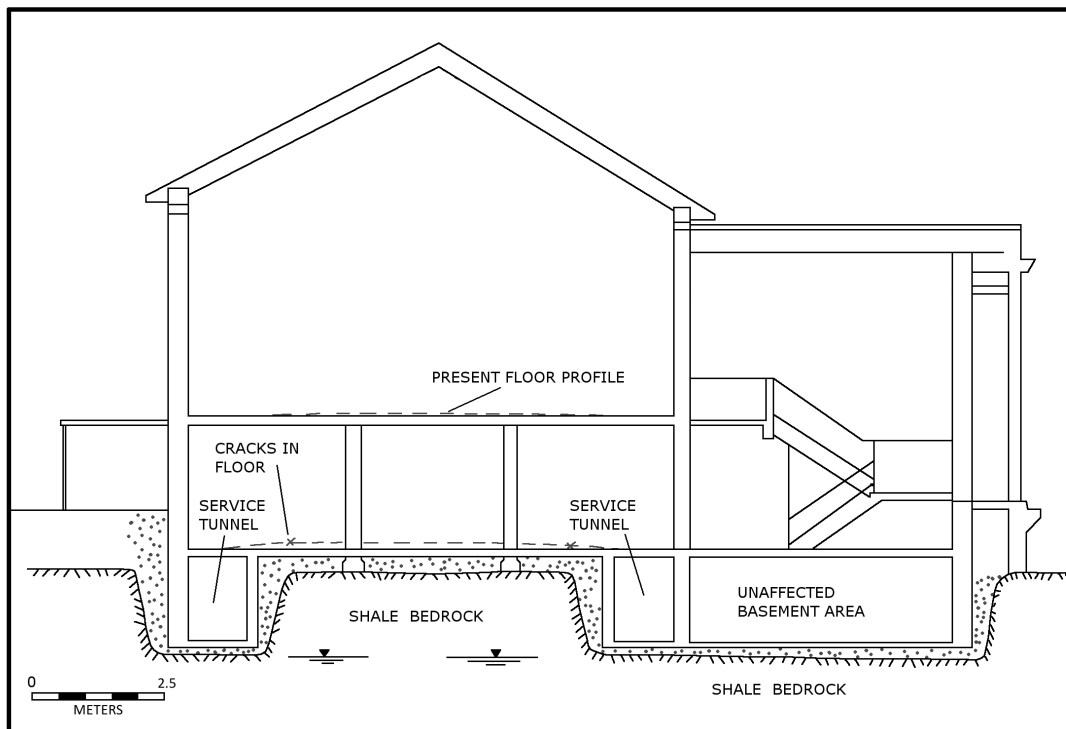 PRESENT FLOOR PROFILE
CRACKS IN
FLOOR
SERVICE
TUNNEL
SERVICE
TUNNEL
UNAFFECTED
BASEMENT AREA
SHALE BEDROCK
SHALE BEDROCK
0 2.5
METERS